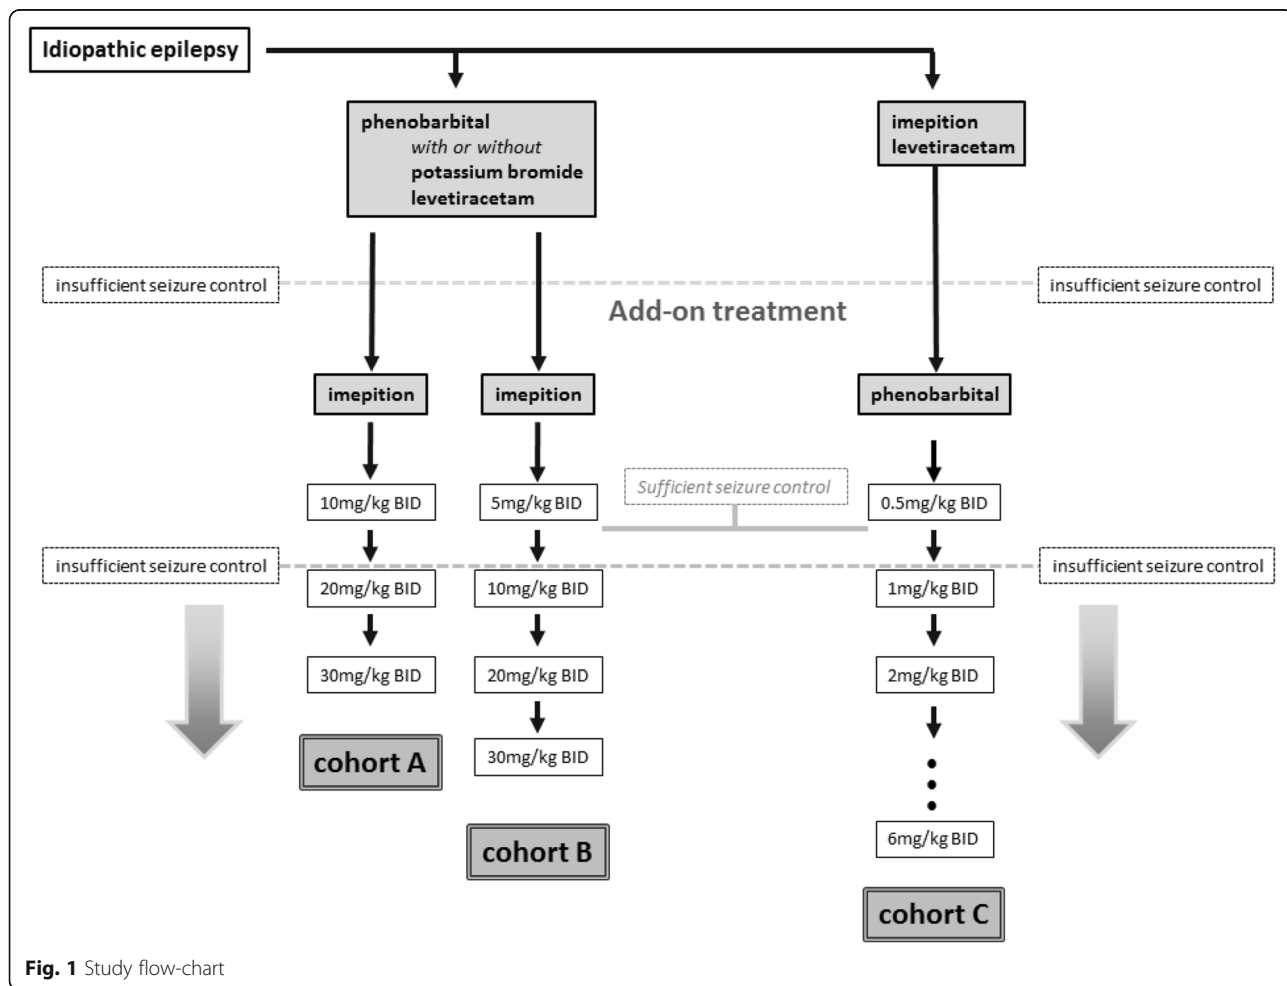 Idiopathic epilepsy
phenobarbital
with or without
potassium bromide
levetiracetam
imepition
levetiracetam
insufficient seizure control
insufficient seizure control
Add-on treatment
imepition
imepition
phenobarbital
10mg/kg BID
5mg/kg BID
Sufficient seizure control
0.5mg/kg BID
insufficient seizure control
insufficient seizure control
20mg/kg BID
10mg/kg BID
1mg/kg BID
30mg/kg BID
20mg/kg BID
2mg/kg BID
cohort A
30mg/kg BID
6mg/kg BID
cohort B
cohort C
Fig. 1 Study flow-chart